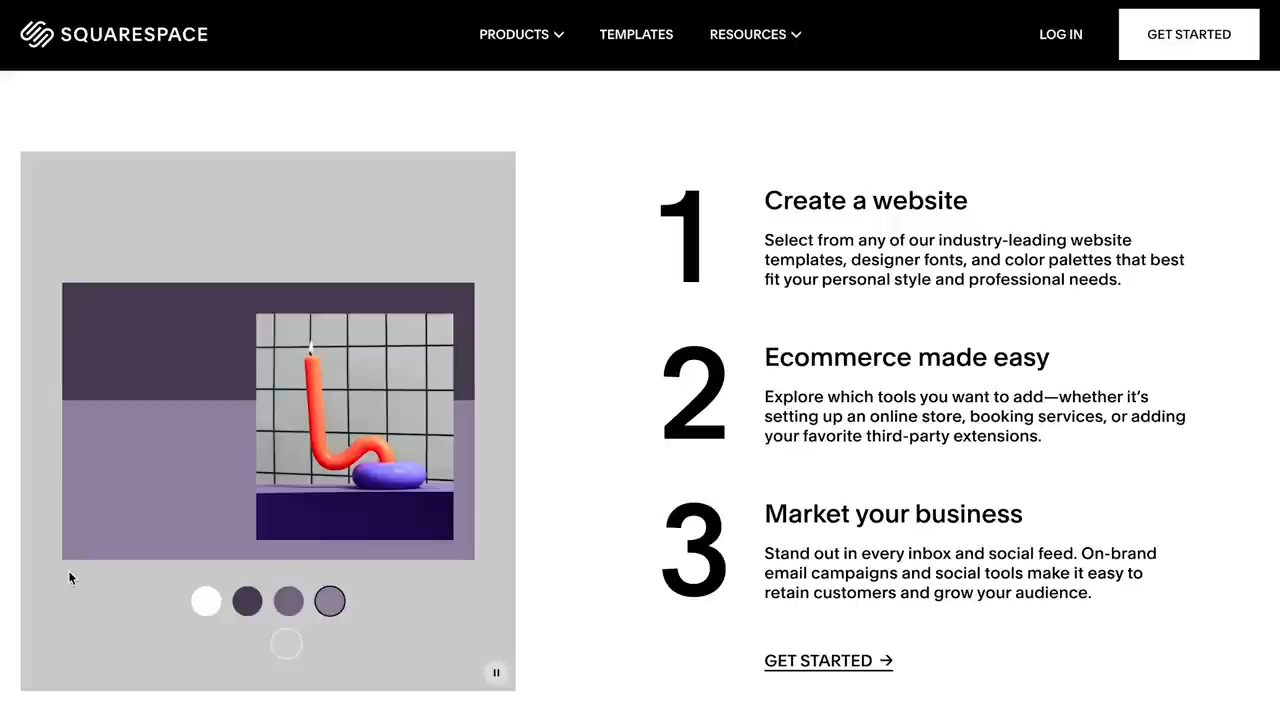 SQUARESPACE
PRODUCTS
TEMPLATES
RESOURCES
LOG IN
GET STARTED
1
Create a website
Select from any of our industry-leading website
templates, designer fonts, and color palettes that best
fit your personal style and professional needs.
2
Ecommerce made easy
Explore which tools you want to add—whether it’s
setting up an online store, booking services, or adding
your favorite third-party extensions.
3
Market your business
Stand out in every inbox and social feed. On-brand
email campaigns and social tools make it easy to
retain customers and grow your audience.
GET STARTED →